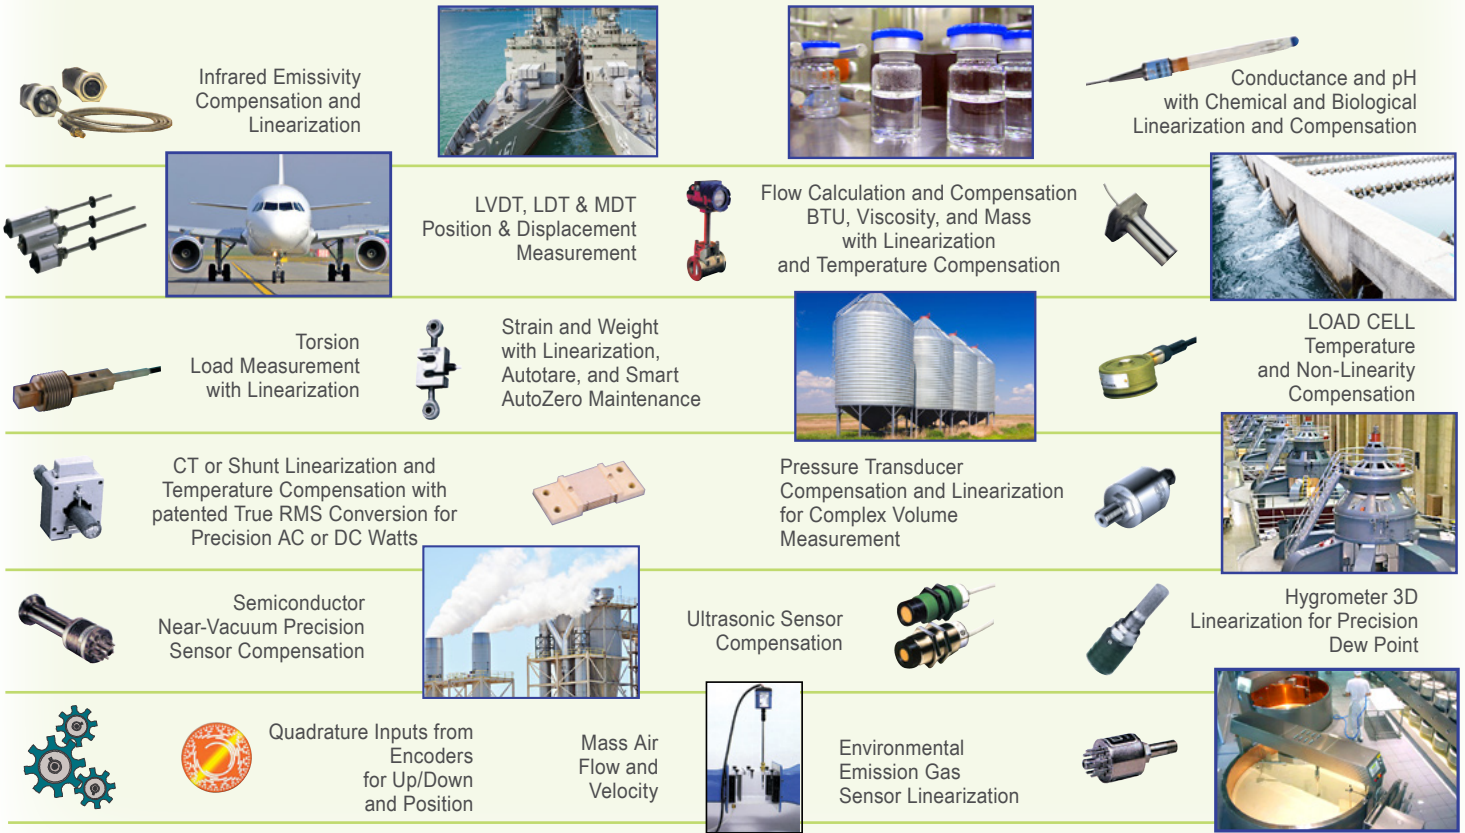 Infrared Emissivity
Compensation and
Linearization
Conductance and pH
with Chemical and Biological
Linearization and Compensation
LVDT, LDT & MDT
Position & Displacement
Measurement
Flow Calculation and Compensation
BTU, Viscosity, and Mass
with Linearization
and Temperature Compensation
Torsion
Load Measurement
with Linearization
Strain and Weight
with Linearization,
Autotare, and Smart
AutoZero Maintenance
LOAD CELL
Temperature
and Non-Linearity
Compensation
CT or Shunt Linearization and
Temperature Compensation with
patented True RMS Conversion for
Precision AC or DC Watts
Pressure Transducer
Compensation and Linearization
for Complex Volume
Measurement
Semiconductor
Near-Vacuum Precision
Sensor Compensation
Ultrasonic Sensor
Compensation
Hygrometer 3D
Linearization for Precision
Dew Point
Quadrature Inputs from
Encoders
for Up/Down
and Position
Mass Air
Flow and
Velocity
Environmental
Emission Gas
Sensor Linearization